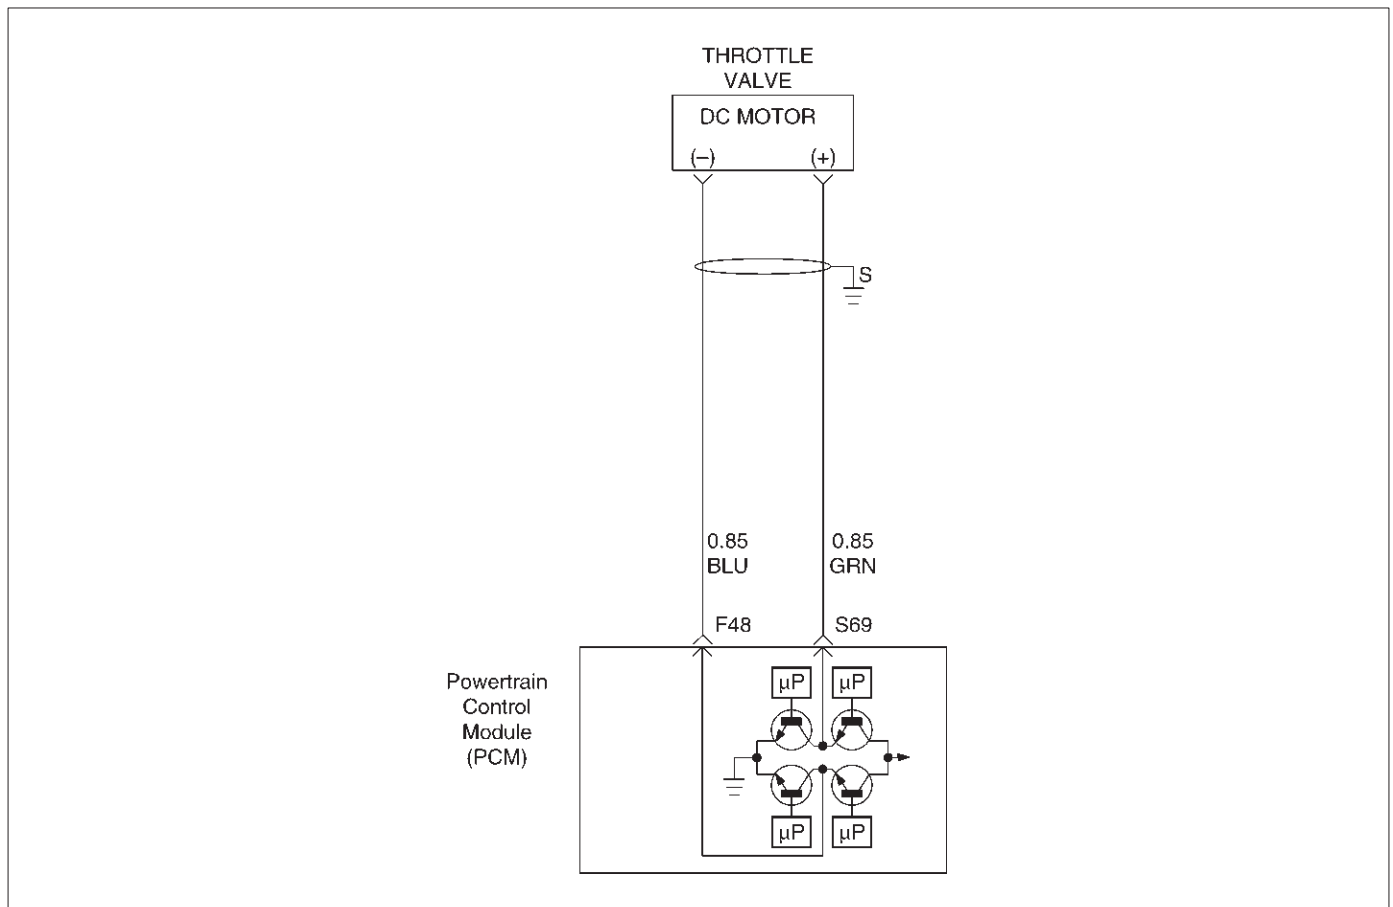 THROTTLE
VALVE
DC MOTOR
(–) (+)
S
0.85 0.85
BLU GRN
F48 S69
Powertrain
Control
Module
(PCM)
µP µP
µP µP